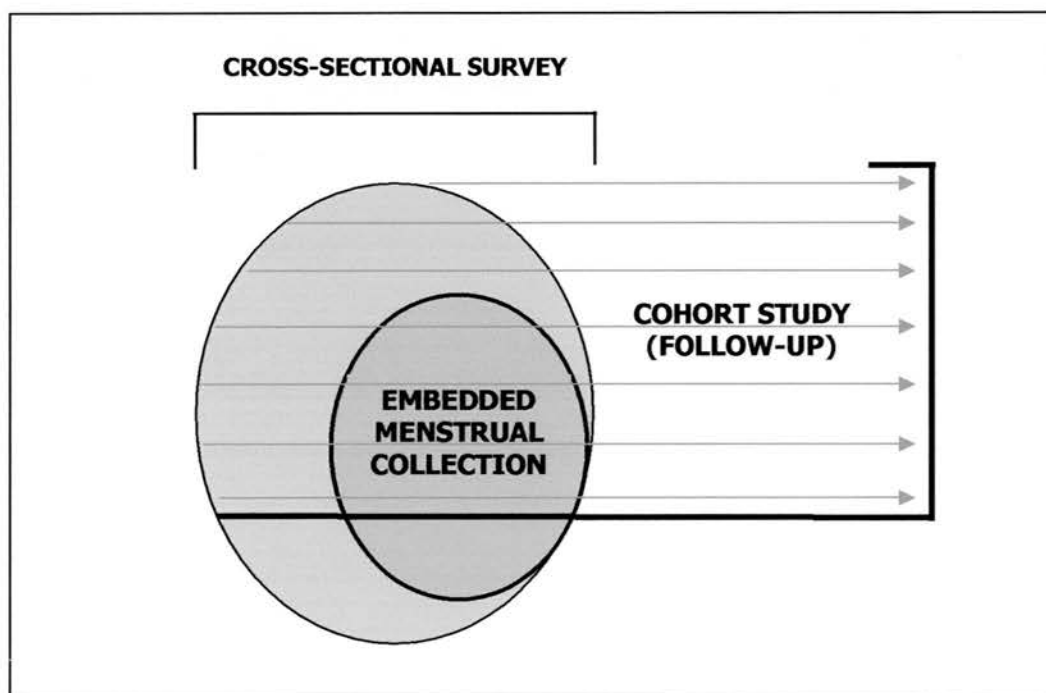 CROSS-SECTIONAL SURVEY
COHORT STUDY
(FOLLOW-UP)
EMBEDDED
MENSTRUAL
COLLECTION